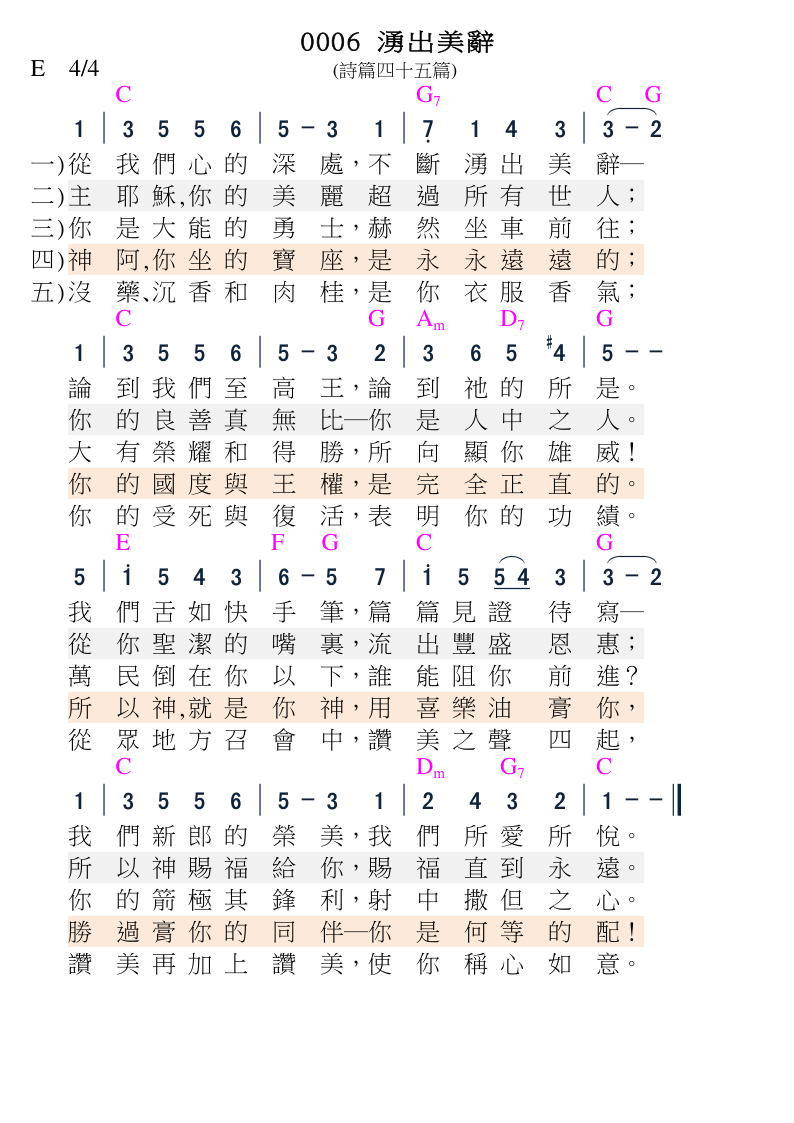 0006 湧出美辭
E 4/4
(詩篇四十五篇)
C G7 C G
1 | 3 5 5 6 | 5 － 3 1 | 7̣ 1 4 3 | 3 － 2
一)從 我們心的 深 處，不 斷湧出美 辭─
二)主 耶穌,你的 美 麗 超 過所有世 人；
三)你 是大能的 勇 士，赫 然坐車前 往；
四)神 阿,你坐的 寶 座，是 永永遠遠 的；
五)沒 藥、沉香和 肉 桂，是 你衣服香 氣；
C G Am D7 G
1 | 3 5 5 6 | 5 － 3 2 | 3 6 5 #4 | 5 － －
論 到我們至 高 王，論 到祂的所 是。
你 的良善真 無 比─你 是人中之 人。
大 有榮耀和 得 勝，所 向顯你雄 威！
你 的國度與 王 權，是 完全正直 的。
你 的受死與 復 活，表 明你的功 績。
E F G C G
5 | 1̇ 5 4 3 | 6 － 5 7 | 1̇ 5 5 4 3 | 3 － 2
我 們舌如快 手 筆，篇 篇見證待 寫─
從 你聖潔的 嘴 裏，流 出豐盛恩 惠；
萬 民倒在你 以 下，誰 能阻你前 進？
所 以神,就是 你 神，用 喜樂油膏 你，
從 眾地方召 會 中，讚 美之聲四 起，
C Dm G7 C
1 | 3 5 5 6 | 5 － 3 1 | 2 4 3 2 | 1 － － ‖
我 們新郎的 榮 美，我 們所愛所 悅。
所 以神賜福 給 你，賜 福直到永 遠。
你 的箭極其 鋒 利，射 中撒但之 心。
勝 過膏你的 同 伴─你 是何等的 配！
讚 美再加上 讚 美，使 你稱心如 意。